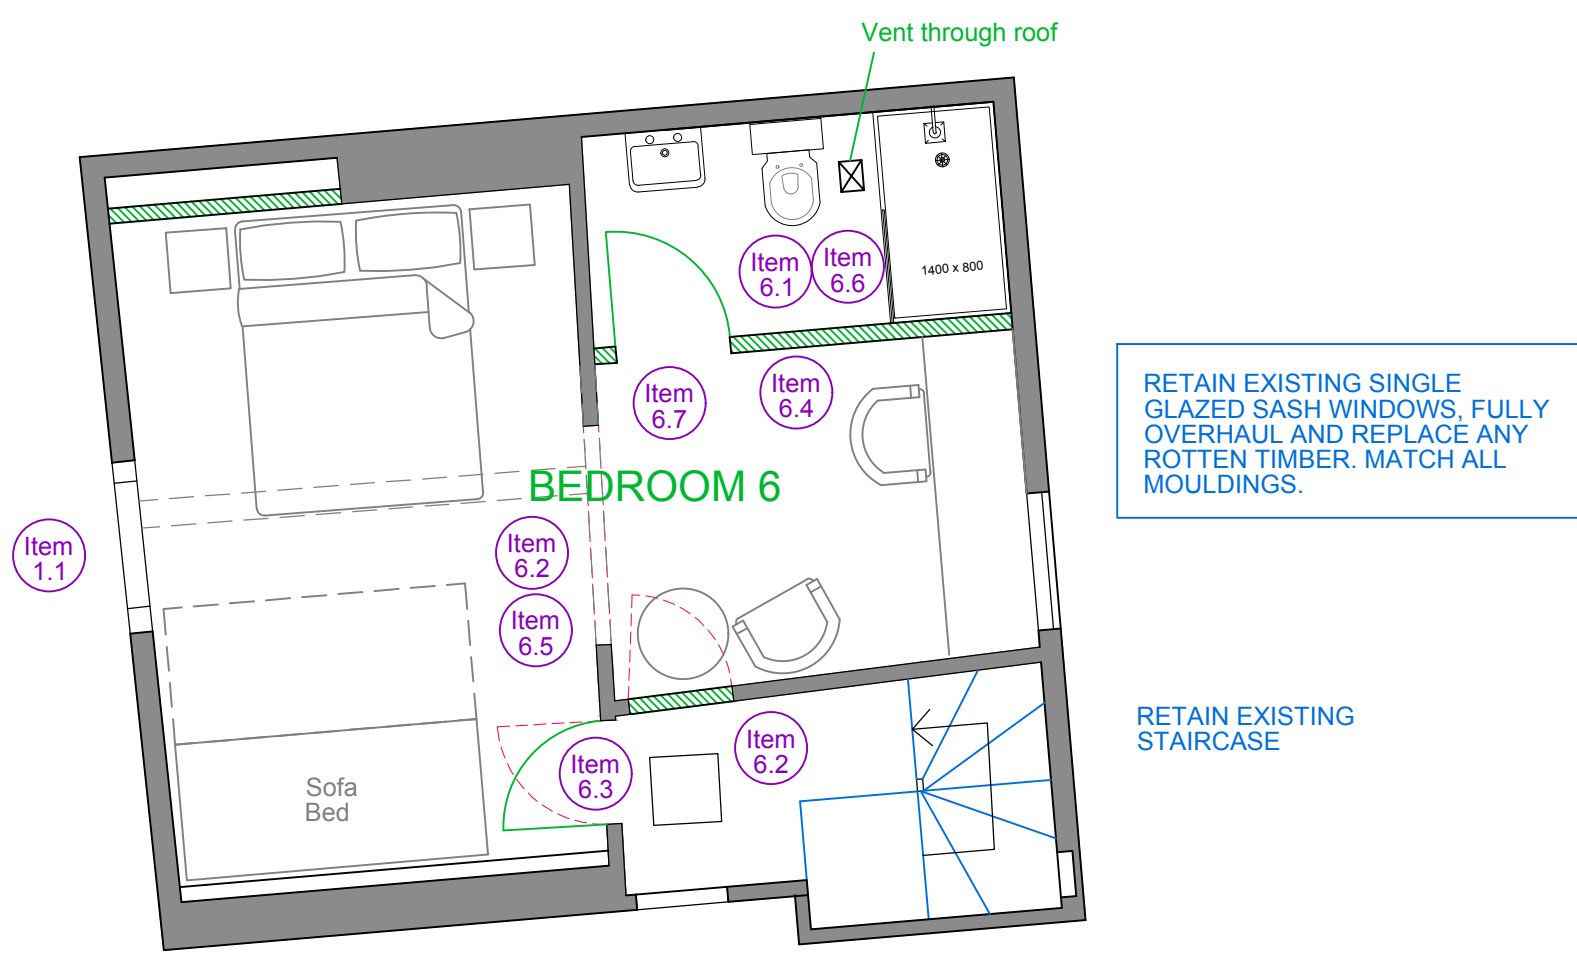 Vent through roof
Item
6.1
Item
6.6
1400 x 800
Item
6.7
Item
6.4
RETAIN EXISTING SINGLE
GLAZED SASH WINDOWS, FULLY
OVERHAUL AND REPLACE ANY
ROTTEN TIMBER. MATCH ALL
MOULDINGS.
BEDROOM 6
Item
1.1
Item
6.2
Item
6.5
RETAIN EXISTING
STAIRCASE
Item
6.2
Item
6.3
Sofa
Bed